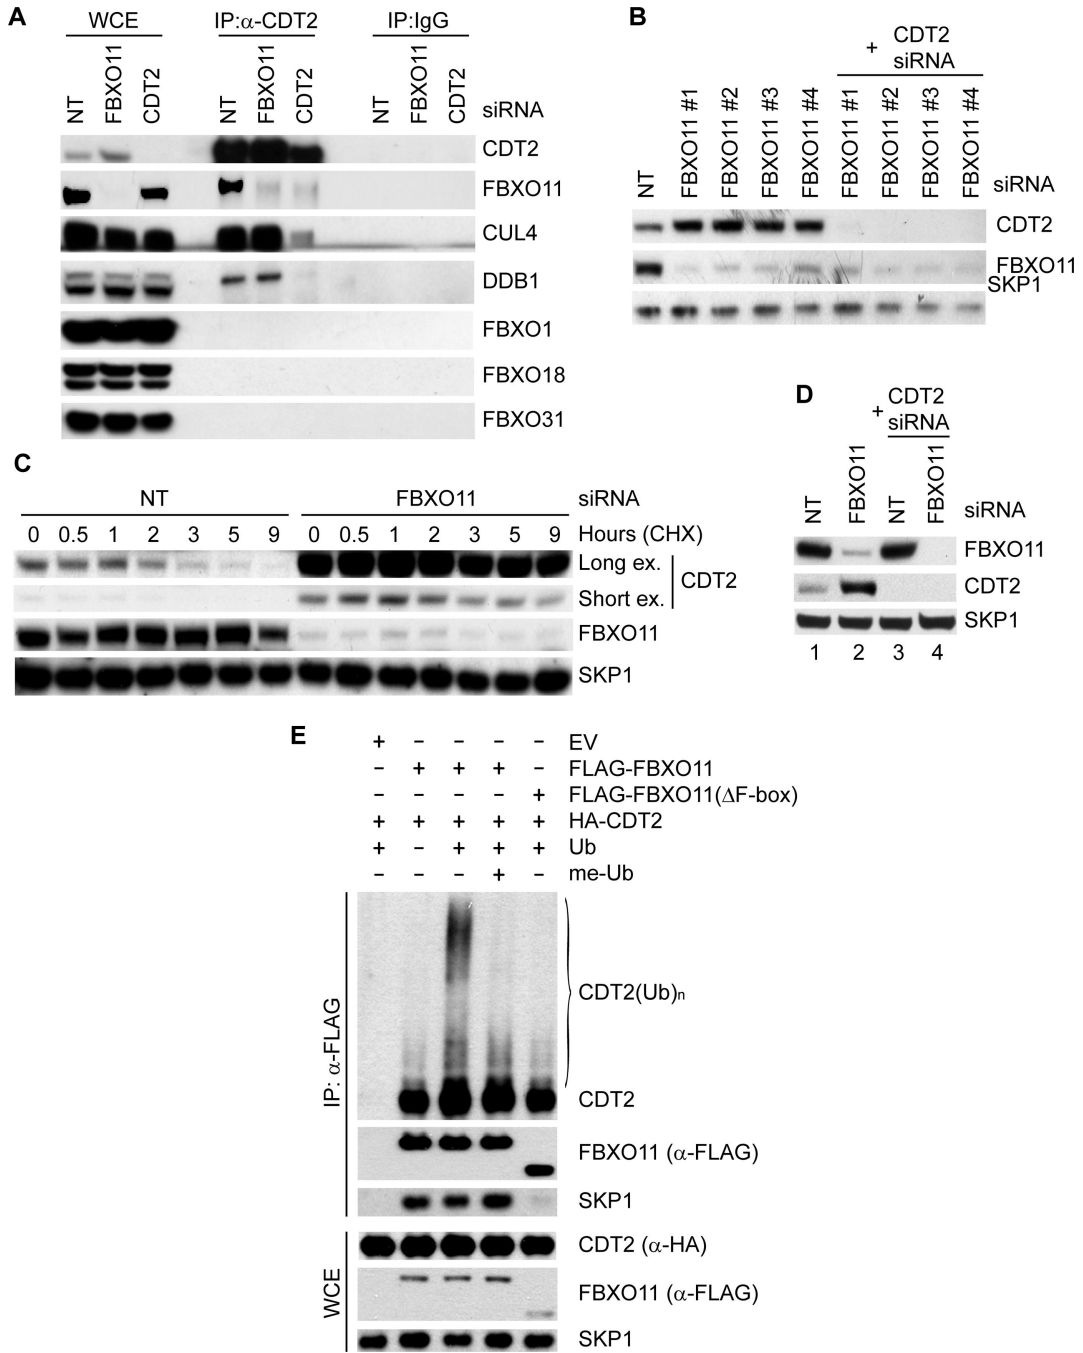 A
WCE IP:α-CDT2 IP:IgG
NT FBXO11 CDT2 NT FBXO11 CDT2 NT FBXO11 CDT2 siRNA
CDT2
FBXO11
CUL4
DDB1
FBXO1
FBXO18
FBXO31
B
+ CDT2 siRNA
NT FBXO11 #1 FBXO11 #2 FBXO11 #3 FBXO11 #4 FBXO11 #1 FBXO11 #2 FBXO11 #3 FBXO11 #4 siRNA
CDT2
FBXO11
SKP1
C
NT FBXO11 siRNA
0 0.5 1 2 3 5 9 0 0.5 1 2 3 5 9 Hours (CHX)
Long ex.
CDT2
Short ex.
FBXO11
SKP1
D
+ CDT2 siRNA
NT FBXO11 NT FBXO11 siRNA
FBXO11
CDT2
SKP1
1 2 3 4
E
+ – – – – EV
– + + + – FLAG-FBXO11
– – – – + FLAG-FBXO11(ΔF-box)
+ + + + + HA-CDT2
+ – + + + Ub
– – – + – me-Ub
IP: α-FLAG
CDT2(Ub)n
CDT2
FBXO11 (α-FLAG)
SKP1
WCE
CDT2 (α-HA)
FBXO11 (α-FLAG)
SKP1